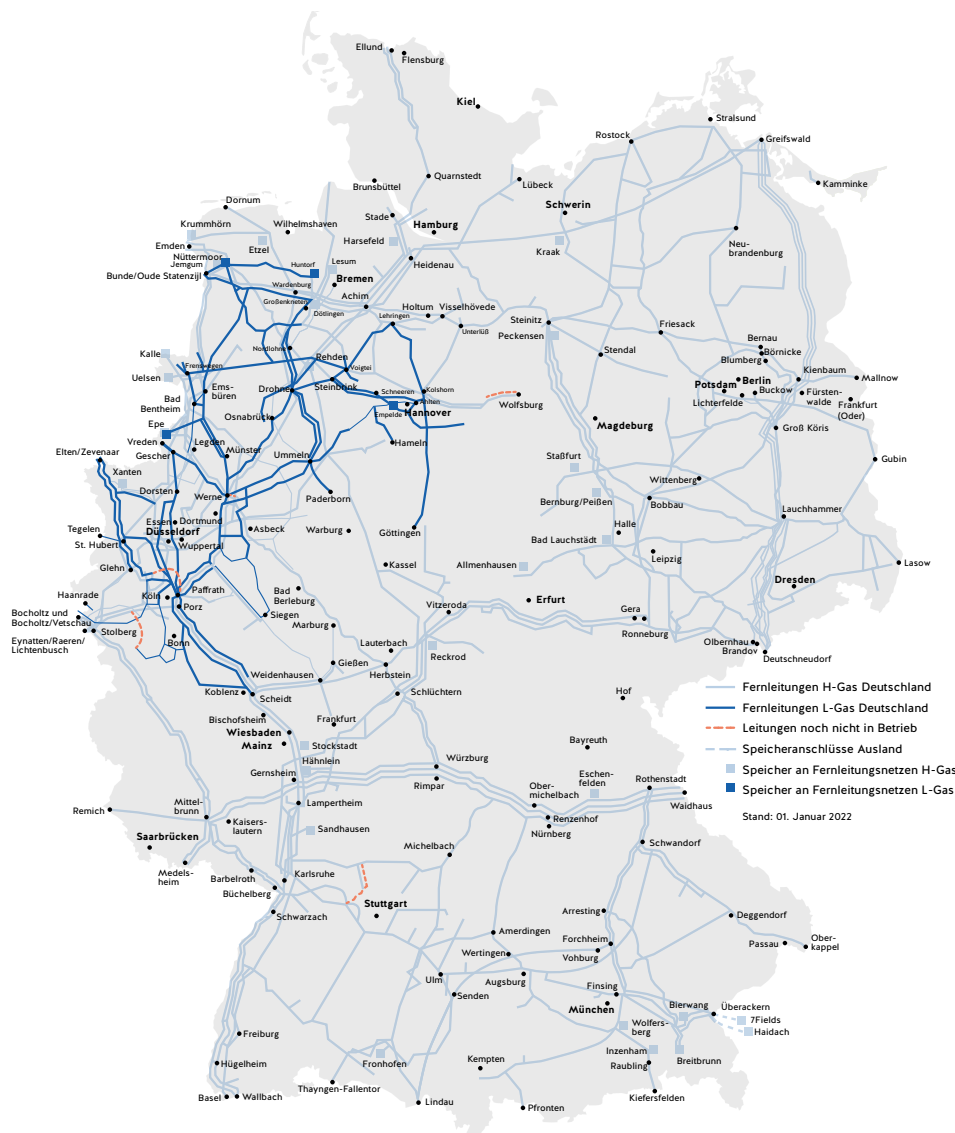 Ellund
Flensburg
Kiel
Stralsund
Rostock
Greifswald
Quarnstedt
Brunsbüttel
Lübeck
Kamminke
Dornum
Schwerin
Stade
Krummhörn
Wilhelmshaven
Hamburg
Emden
Etzel
Harsefeld
Kraak
Neu-
brandenburg
Nüttermoor
Jemgum
Huntorf
Lesum
Heidenau
Bunde/Oude Statenzijl
Bremen
Wardenburg
Achim
Großenkneten
Dötlingen
Holtum
Visselhövede
Lehringen
Unterlüß
Steinitz
Peckensen
Friesack
Bernau
Börnicke
Blumberg
Nordlohne
Rehden
Voigtei
Stendal
Kalle
Frenswegen
Uelsen
Kienbaum
Mallnow
Potsdam
Berlin
Buckow
Lichterfelde
Fürsten-
walde
Frankfurt
(Oder)
Ems-
büren
Drohne
Steinbrink
Schneeren
Kolshorn
Ahlten
Empelde
Hannover
Wolfsburg
Bad
Bentheim
Osnabrück
Magdeburg
Groß Köris
Epe
Vreden
Legden
Gescher
Münster
Ummeln
Hameln
Elten/Zevenaar
Xanten
Staßfurt
Gubin
Wittenberg
Dorsten
Werne
Paderborn
Bernburg/Peißen
Bobbau
Lauchhammer
Essen
Dortmund
Düsseldorf
Wuppertal
Asbeck
Warburg
Göttingen
Halle
Bad Lauchstädt
Leipzig
Tegelen
St. Hubert
Glehn
Kassel
Allmenhausen
Lasow
Dresden
Haanrade
Köln
Paffrath
Porz
Bad
Berleburg
Siegen
Vitzeroda
Erfurt
Gera
Ronneburg
Bocholtz und
Bocholtz/Vetschau
Stolberg
Eynatten/Raeren/
Lichtenbusch
Bonn
Marburg
Lauterbach
Reckrod
Olbernhau
Brandov
Deutschneudorf
Gießen
Herbstein
Weidenhausen
Koblenz
Scheidt
Schlüchtern
Hof
Fernleitungen H-Gas Deutschland
Fernleitungen L-Gas Deutschland
Leitungen noch nicht in Betrieb
Speicheranschlüsse Ausland
Speicher an Fernleitungsnetzen H-Gas
Speicher an Fernleitungsnetzen L-Gas
Stand: 01. Januar 2022
Bischofsheim
Frankfurt
Wiesbaden
Mainz
Stockstadt
Bayreuth
Hähnlein
Gernsheim
Würzburg
Rimpar
Eschen-
felden
Rothenstadt
Waidhaus
Ober-
michelbach
Renzenhof
Nürnberg
Remich
Mittel-
brunn
Lampertheim
Kaisers-
lautern
Sandhausen
Saarbrücken
Michelbach
Schwandorf
Medels-
heim
Barbelroth
Karlsruhe
Büchelberg
Schwarzach
Stuttgart
Arresting
Deggendorf
Amerdingen
Forchheim
Vohburg
Wertingen
Passau
Ober-
kappel
Ulm
Augsburg
Senden
Finsing
München
Bierwang
Überackern
7Fields
Haidach
Wolfers-
berg
Freiburg
Inzenham
Raubling
Breitbrunn
Fronhofen
Kempten
Hügelheim
Thayngen-Fallentor
Kiefersfelden
Basel
Wallbach
Lindau
Pfronten